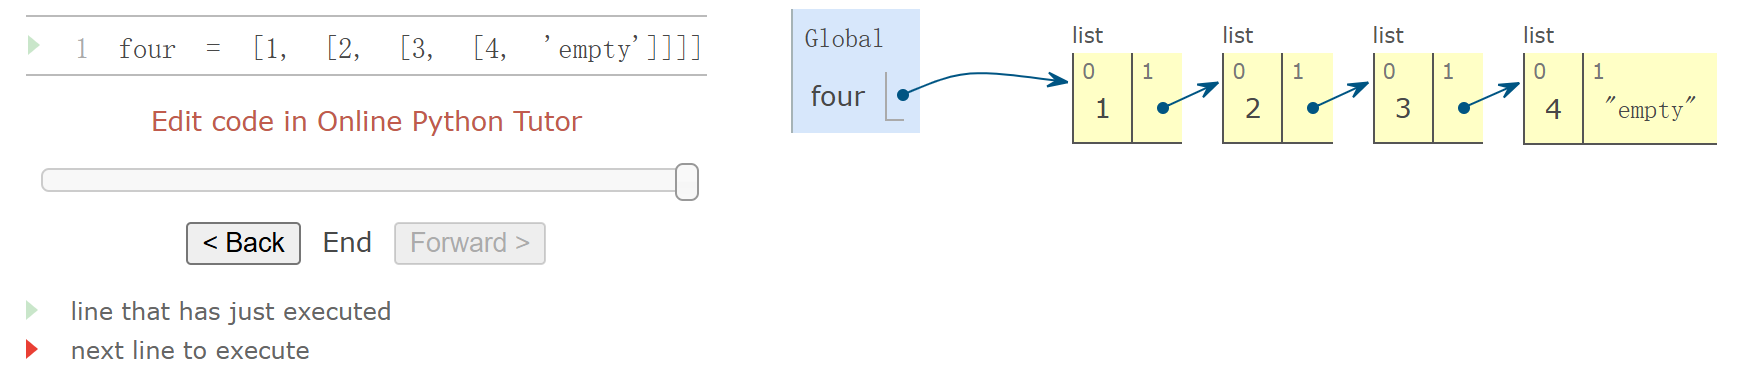 1 four = [1, [2, [3, [4, 'empty']]]]
Edit code in Online Python Tutor
< Back End Forward >
line that has just executed
next line to execute
Global
four
list list list list
0 1 0 1 0 1 0 1
1 2 3 4 "empty"